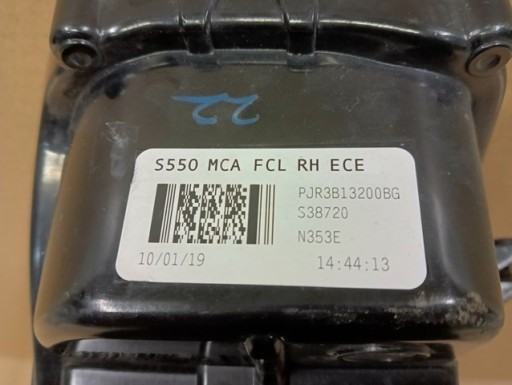 22
S550 MCA FCL RH ECE
PJR3B13200BG
S38720
N353E
10/01/19 14:44:13